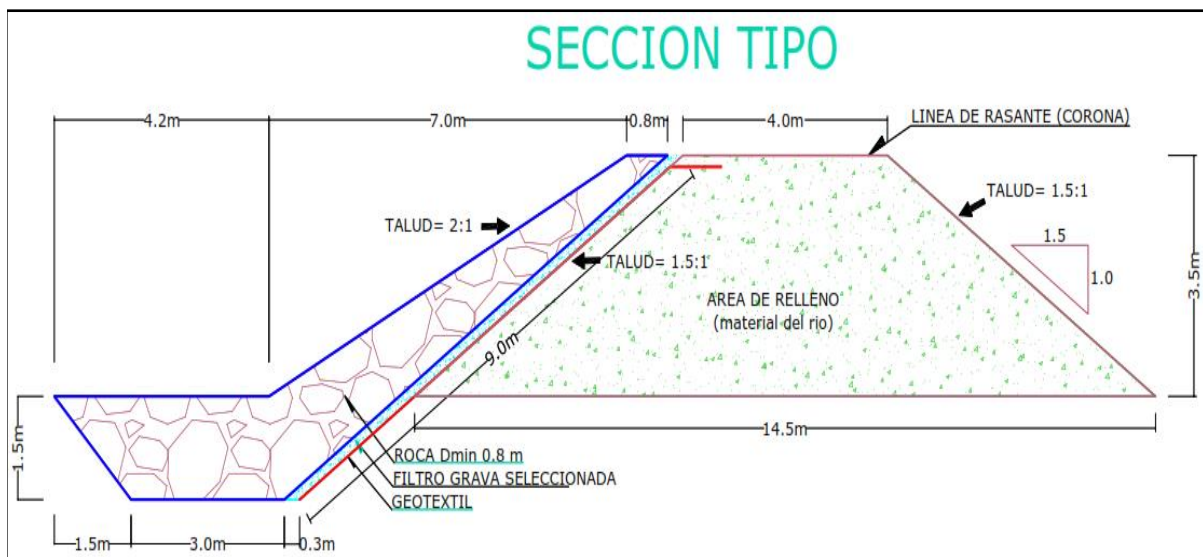 SECCION TIPO
4.2m
7.0m
0.8m
4.0m
LINEA DE RASANTE (CORONA)
TALUD= 2:1
TALUD= 1.5:1
TALUD= 1.5:1
1.5
1.0
3.5m
AREA DE RELLENO
(material del rio)
9.0m
14.5m
1.5m
ROCA Dmin 0.8 m
FILTRO GRAVA SELECCIONADA
GEOTEXTIL
1.5m
3.0m
0.3m